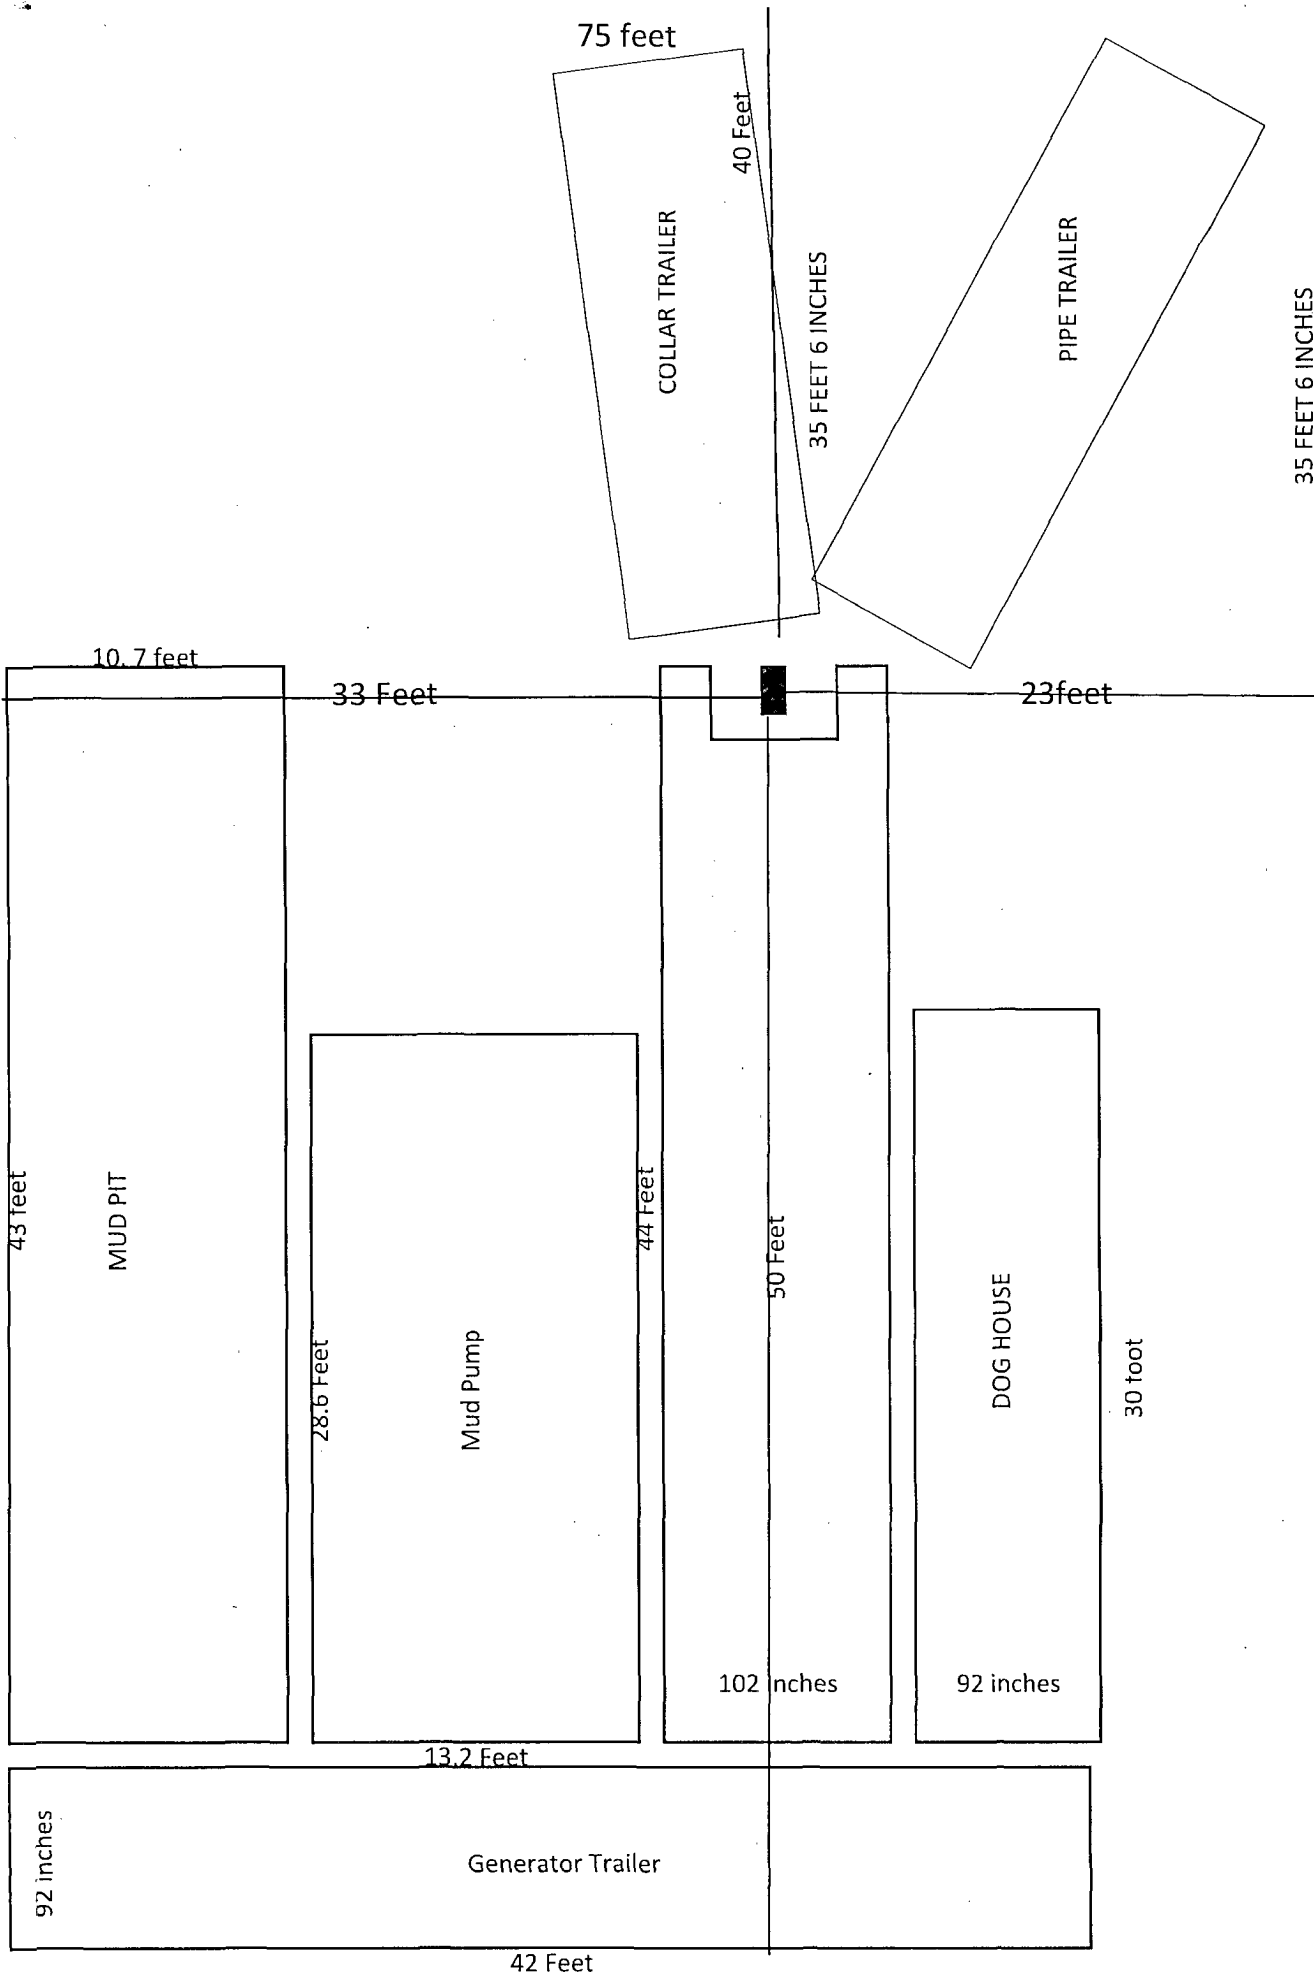 75 feet
40 Feet
COLLAR TRAILER
35 FEET 6 INCHES
PIPE TRAILER
35 FEET 6 INCHES
10. 7 feet
33 Feet
23feet
43 feet
MUD PIT
28.6 Feet
Mud Pump
44 Feet
50 Feet
DOG HOUSE
30 foot
102 inches
92 inches
13.2 Feet
92 inches
Generator Trailer
42 Feet